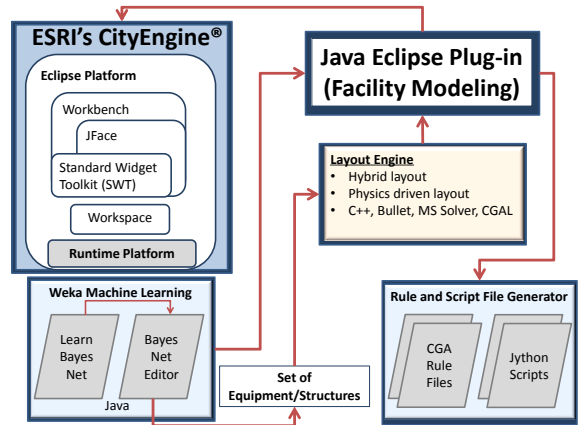 ESRI's CityEngine®
Eclipse Platform
Workbench
JFace
Standard Widget
Toolkit (SWT)
Workspace
Runtime Platform
Java Eclipse Plug-in
(Facility Modeling)
Layout Engine
• Hybrid layout
• Physics driven layout
• C++, Bullet, MS Solver, CGAL
Weka Machine Learning
Learn
Bayes
Net
Bayes
Net
Editor
Java
Set of
Equipment/Structures
Rule and Script File Generator
CGA
Rule
Files
Jython
Scripts